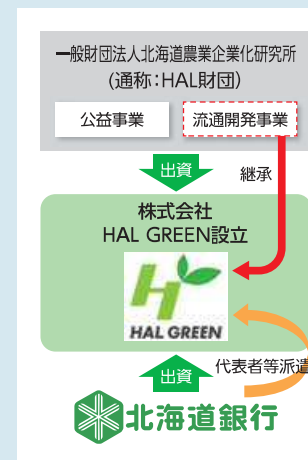 一般財団法人北海道農業企業化研究所
(通称:HAL財団)
公益事業
流通開発事業
出資
継承
株式会社
HAL GREEN設立
H
HAL GREEN
出資
代表者等派遣
北海道銀行